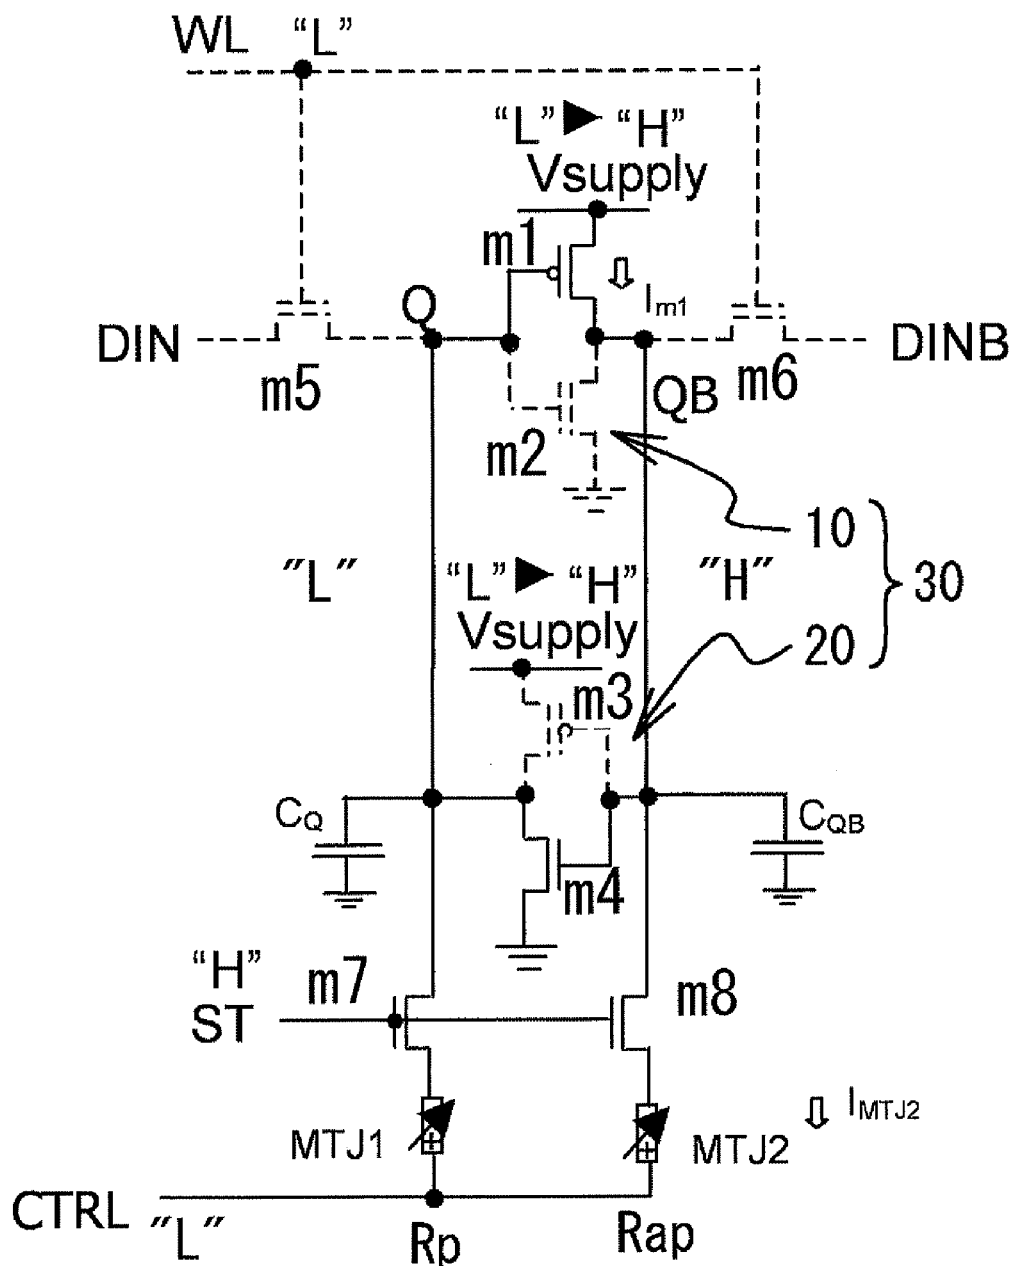 WL “L”
“L” ▶ “H”
Vsupply
m1
Im1
Q
DIN
DINB
m5
m6
QB
m2
10
"L"
“L” ▶ “H”
"H"
30
Vsupply
20
m3
CQ
CQB
m4
“H”
m7
m8
ST
IMTJ2
MTJ1
MTJ2
CTRL
"L"
Rp
Rap